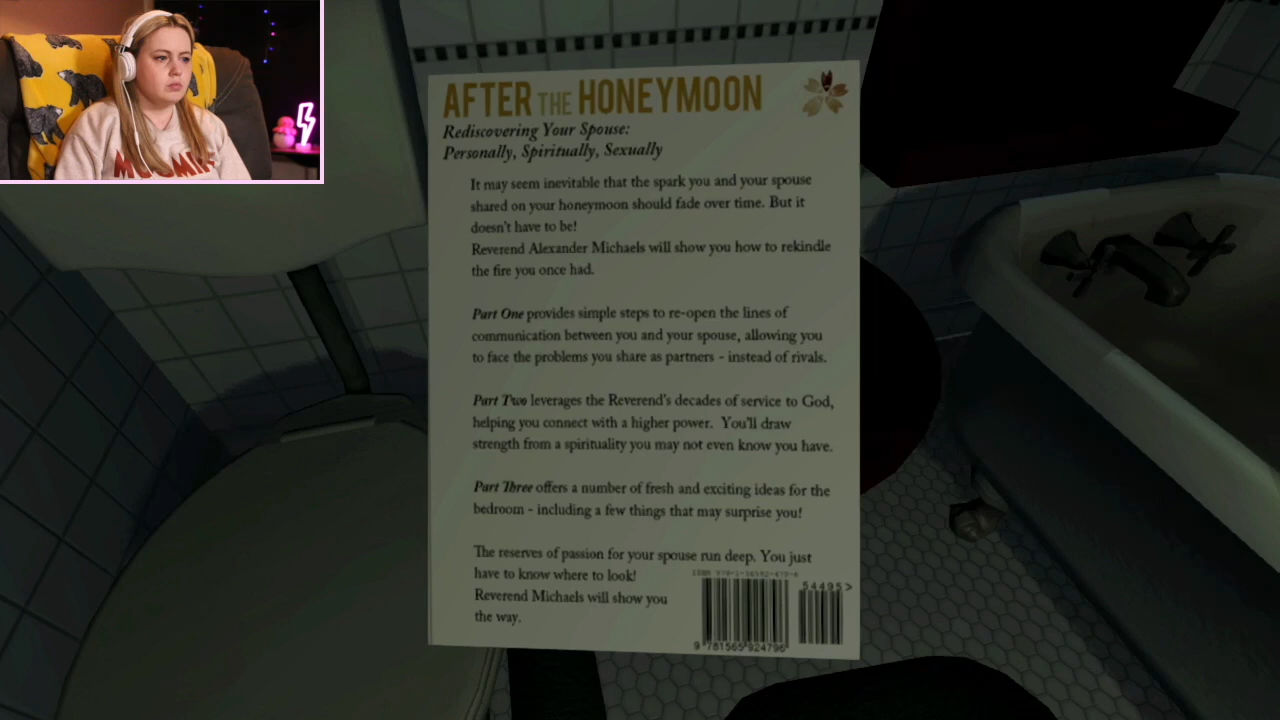 AFTER THE HONEYMOON
Rediscovering Your Spouse:
Personally, Spiritually, Sexually
It may seem inevitable that the spark you and your spouse
shared on your honeymoon should fade over time. But it
doesn't have to be!
Reverend Alexander Michaels will show you how to rekindle
the fire you once had.
Part One provides simple steps to re-open the lines of
communication between you and your spouse, allowing you
to face the problems you share as partners - instead of rivals.
Part Two leverages the Reverend's decades of service to God,
helping you connect with a higher power. You'll draw
strength from a spirituality you may not even know you have.
Part Three offers a number of fresh and exciting ideas for the
bedroom - including a few things that may surprise you!
The reserves of passion for your spouse run deep. You just
have to know where to look!
Reverend Michaels will show you
the way.
54495>
9 781565 924796